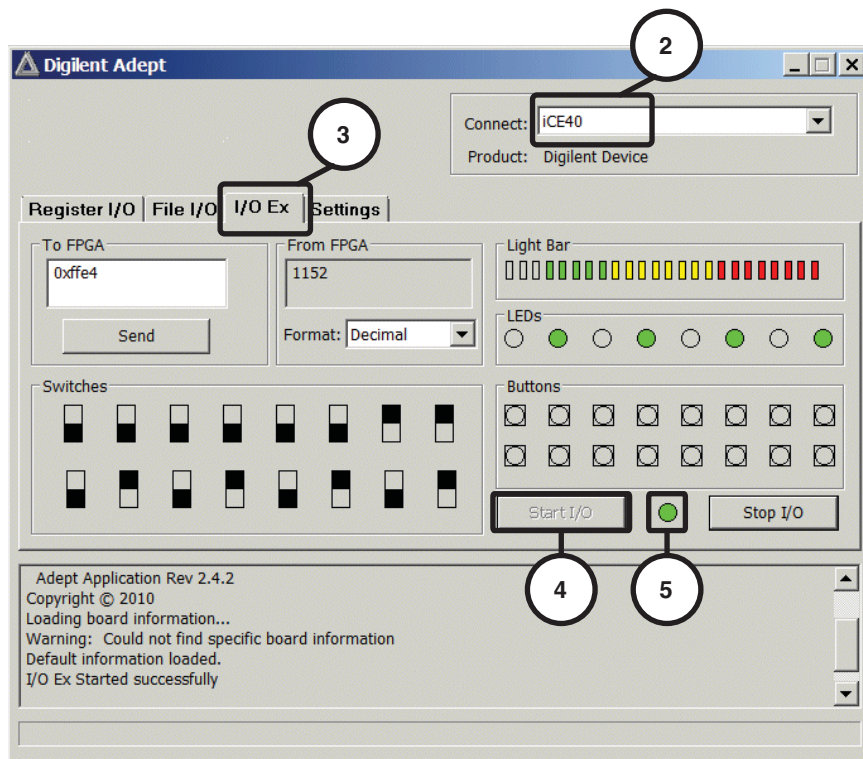 2
Digilent Adept
Connect: iCE40
3
Product: Digilent Device
Register I/O File I/O I/O Ex Settings
To FPGA
0xffe4
Send
From FPGA
1152
Format: Decimal
Light Bar
LEDs
Switches
Buttons
Start I/O
Stop I/O
4
5
Adept Application Rev 2.4.2
Copyright © 2010
Loading board information...
Warning: Could not find specific board information
Default information loaded.
I/O Ex Started successfully